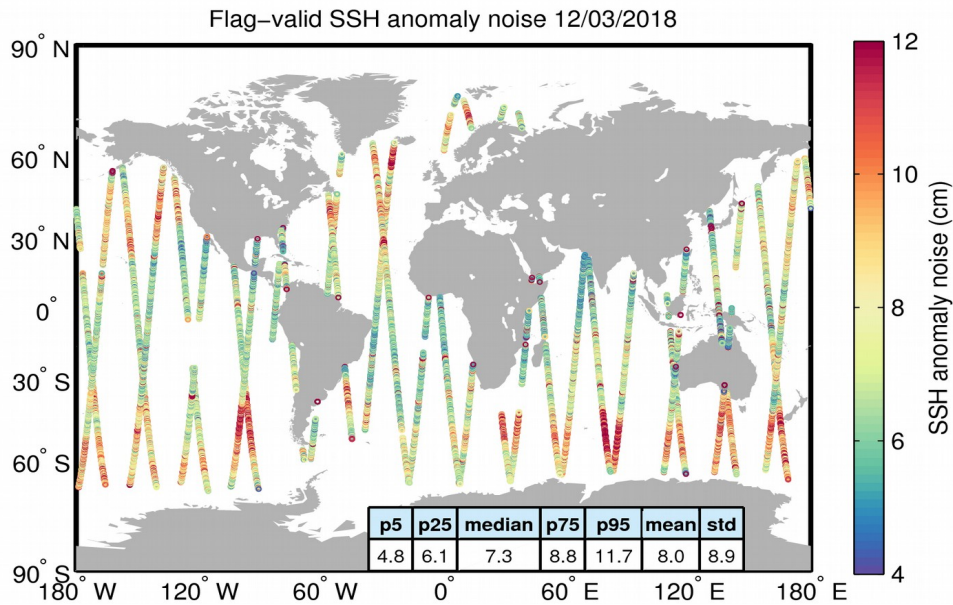 Flag−valid SSH anomaly noise 12/03/2018
90° N
60° N
30° N
0°
30° S
60° S
90° S
180° W
120° W
60° W
0°
60° E
120° E
180° E
p5 p25 median p75 p95 mean std
4.8 6.1 7.3 8.8 11.7 8.0 8.9
12
10
8
6
4
SSH anomaly noise (cm)